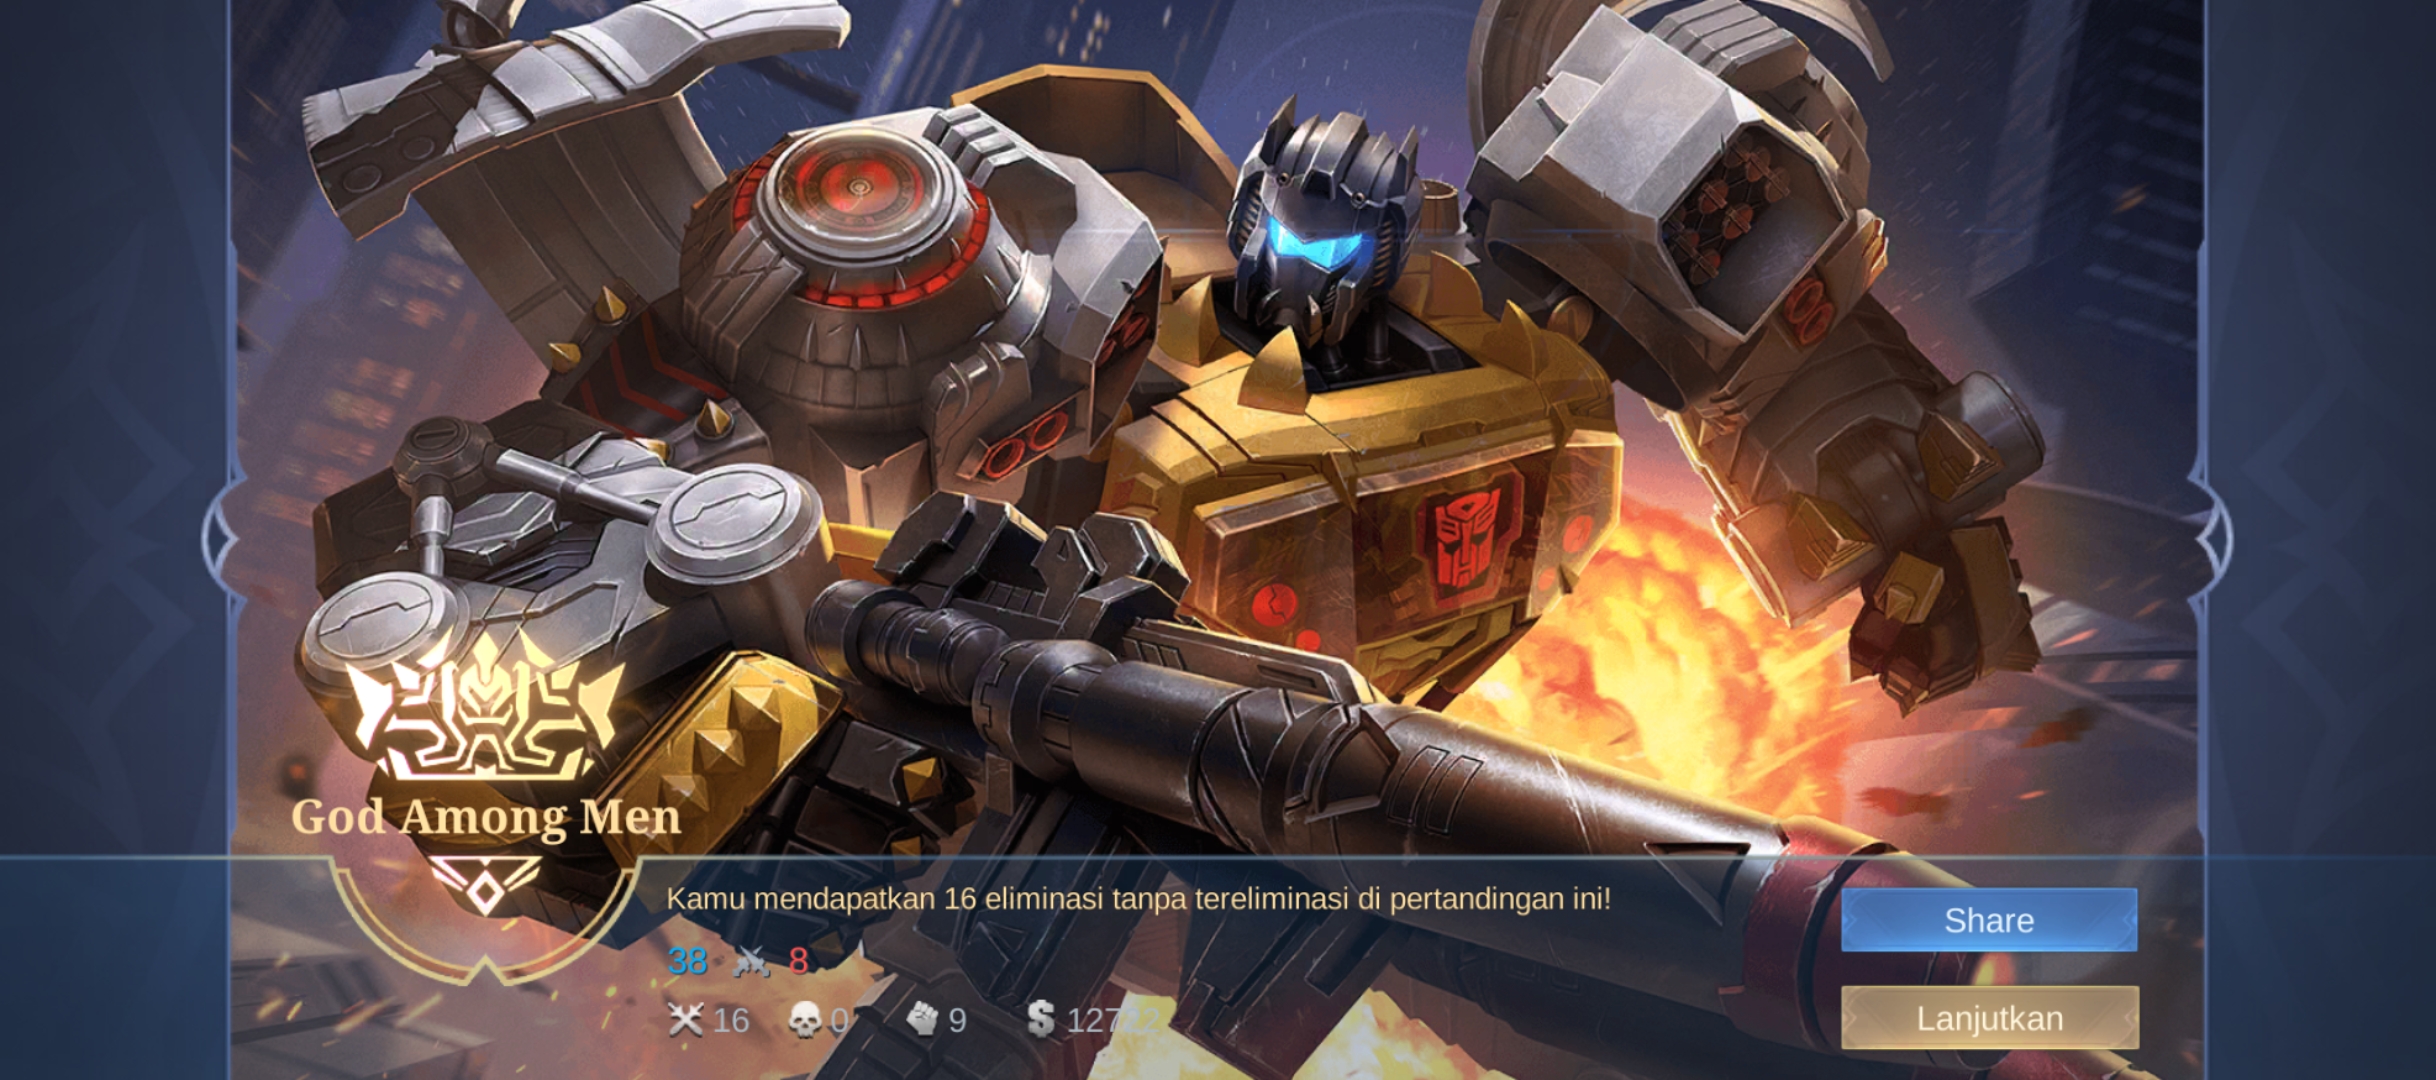 God Among Men
Kamu mendapatkan 16 eliminasi tanpa tereliminasi di pertandingan ini!
38 8
16 0 9 12722
Share
Lanjutkan